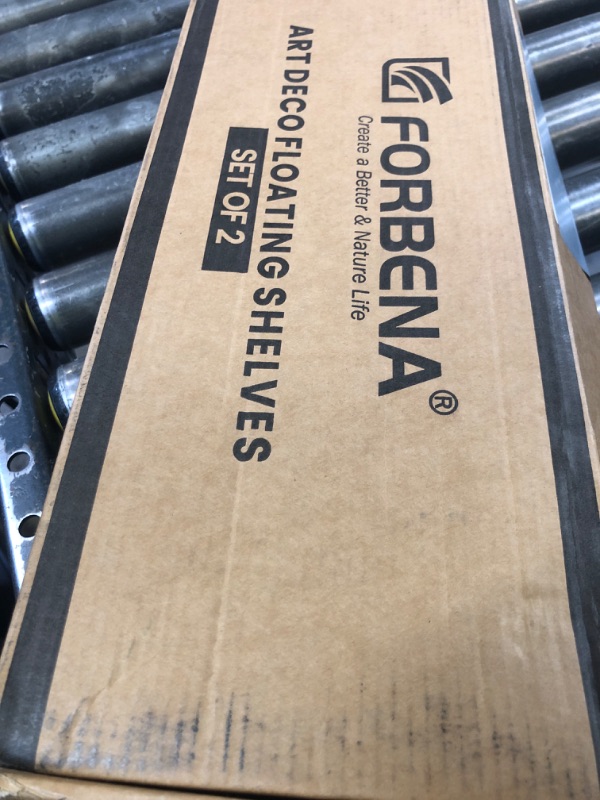 FORBENA®
Create a Better & Nature Life
ART DECO FLOATING SHELVES
SET OF 2